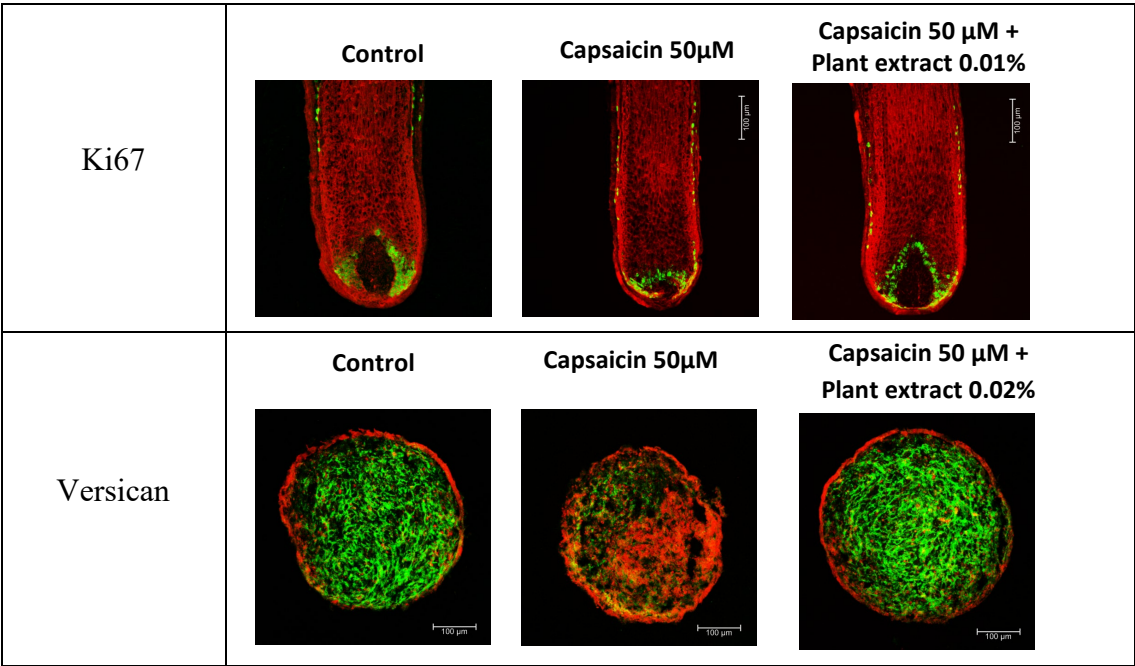 Ki67
Control
Capsaicin 50µM
Capsaicin 50 µM +
Plant extract 0.01%
100 µm
100 µm
Versican
Control
Capsaicin 50µM
Capsaicin 50 µM +
Plant extract 0.02%
100 µm
100 µm
100 µm